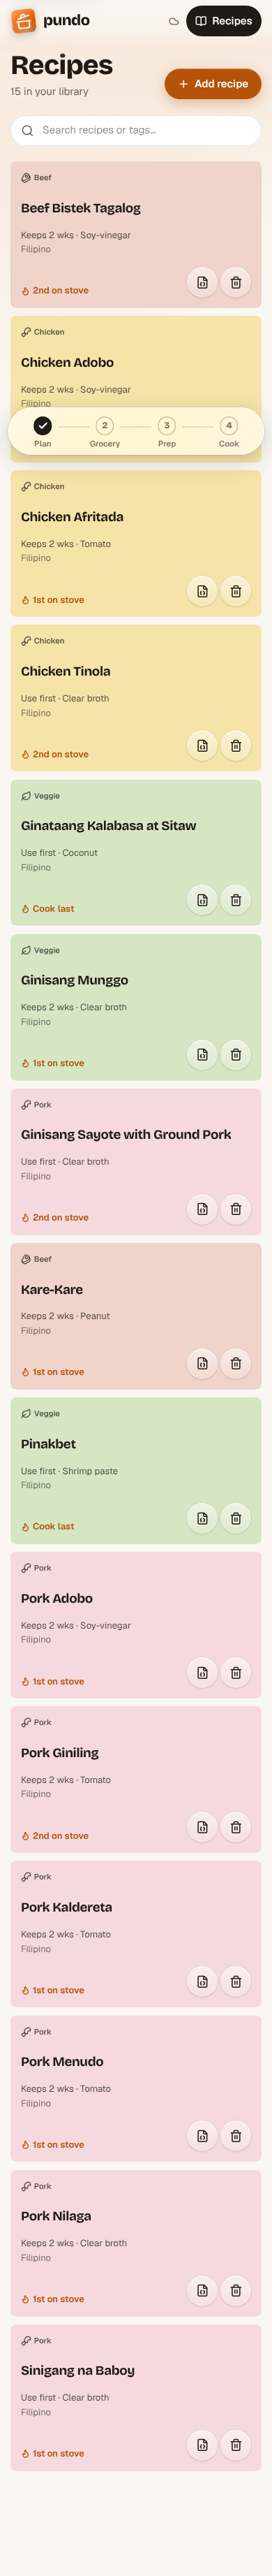 pundo
Recipes
Recipes
15 in your library
Add recipe
Search recipes or tags...
Beef
Beef Bistek Tagalog
Keeps 2 wks · Soy-vinegar
Filipino
2nd on stove
Chicken
Chicken Adobo
Keeps 2 wks · Soy-vinegar
Filipino
2 3 4
Plan Grocery Prep Cook
Chicken
Chicken Afritada
Keeps 2 wks · Tomato
Filipino
1st on stove
Chicken
Chicken Tinola
Use first · Clear broth
Filipino
2nd on stove
Veggie
Ginataang Kalabasa at Sitaw
Use first · Coconut
Filipino
Cook last
Veggie
Ginisang Munggo
Keeps 2 wks · Clear broth
Filipino
1st on stove
Pork
Ginisang Sayote with Ground Pork
Use first · Clear broth
Filipino
2nd on stove
Beef
Kare-Kare
Keeps 2 wks · Peanut
Filipino
1st on stove
Veggie
Pinakbet
Use first · Shrimp paste
Filipino
Cook last
Pork
Pork Adobo
Keeps 2 wks · Soy-vinegar
Filipino
1st on stove
Pork
Pork Giniling
Keeps 2 wks · Tomato
Filipino
2nd on stove
Pork
Pork Kaldereta
Keeps 2 wks · Tomato
Filipino
1st on stove
Pork
Pork Menudo
Keeps 2 wks · Tomato
Filipino
1st on stove
Pork
Pork Nilaga
Keeps 2 wks · Clear broth
Filipino
1st on stove
Pork
Sinigang na Baboy
Use first · Clear broth
Filipino
1st on stove